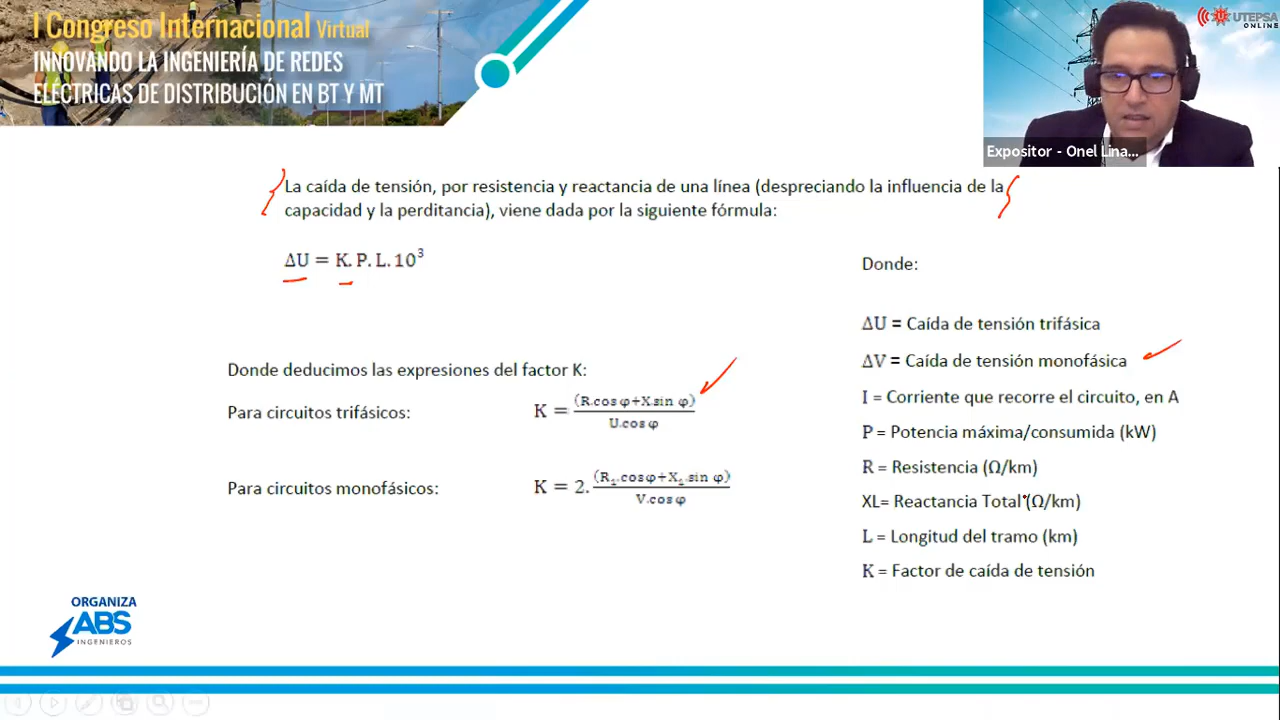 I Congreso Internacional Virtual
INNOVANDO LA INGENIERÍA DE REDES
ELÉCTRICAS DE DISTRIBUCIÓN EN BT Y MT
UTEPSA
ONLINE
Expositor - Onel Lina...
La caída de tensión, por resistencia y reactancia de una línea (despreciando la influencia de la
capacidad y la perditancia), viene dada por la siguiente fórmula:
ΔU = K. P. L. 10³
Donde deducimos las expresiones del factor K:
Para circuitos trifásicos: K = (R.cos φ+X.sin φ) / U.cos φ
Para circuitos monofásicos: K = 2. (R₁.cosφ+X₁.sin φ) / V.cos φ
Donde:
ΔU = Caída de tensión trifásica
ΔV = Caída de tensión monofásica
I = Corriente que recorre el circuito, en A
P = Potencia máxima/consumida (kW)
R = Resistencia (Ω/km)
XL= Reactancia Total (Ω/km)
L = Longitud del tramo (km)
K = Factor de caída de tensión
ORGANIZA
ABS
INGENIEROS